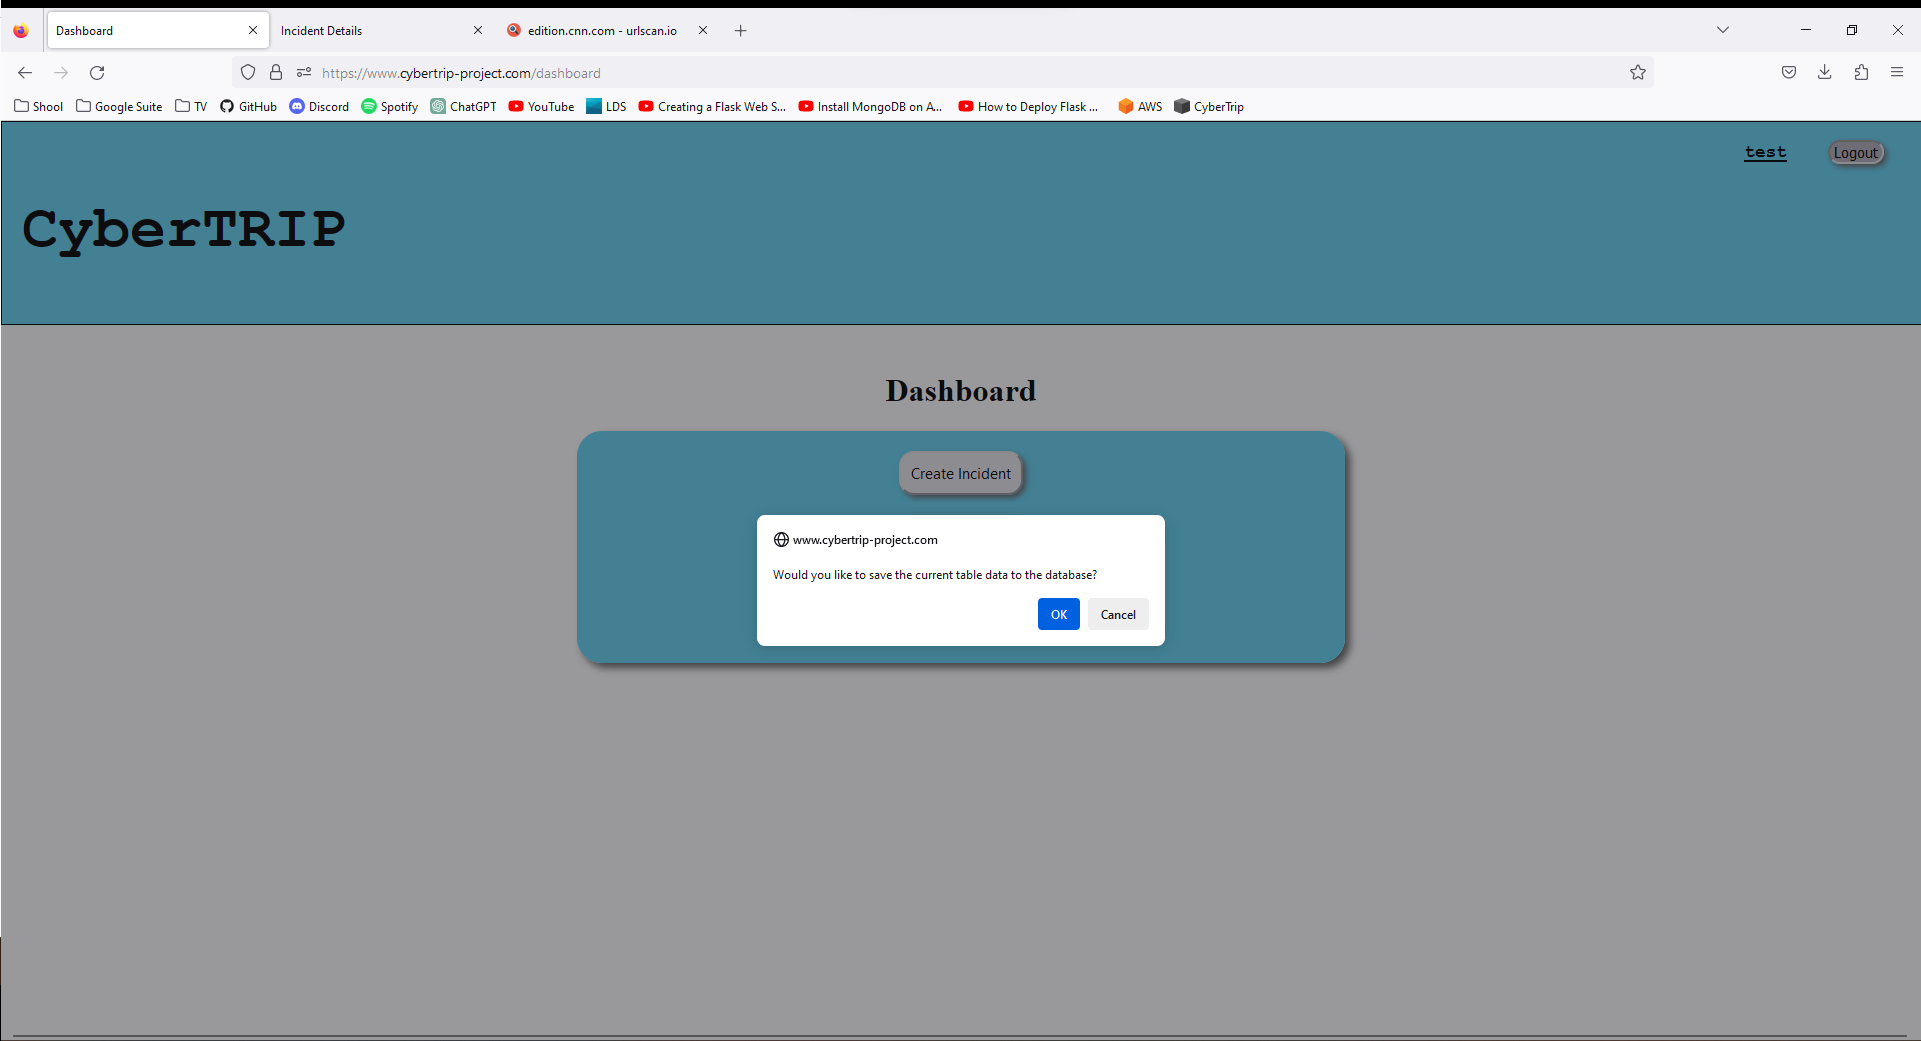 Dashboard
Incident Details
edition.cnn.com - urlscan.io
https://www.cybertrip-project.com/dashboard
Shool
Google Suite
TV
GitHub
Discord
Spotify
ChatGPT
YouTube
LDS
Creating a Flask Web S...
Install MongoDB on A...
How to Deploy Flask ...
AWS
CyberTrip
test
Logout
CyberTRIP
Dashboard
Create Incident
www.cybertrip-project.com
Would you like to save the current table data to the database?
OK
Cancel